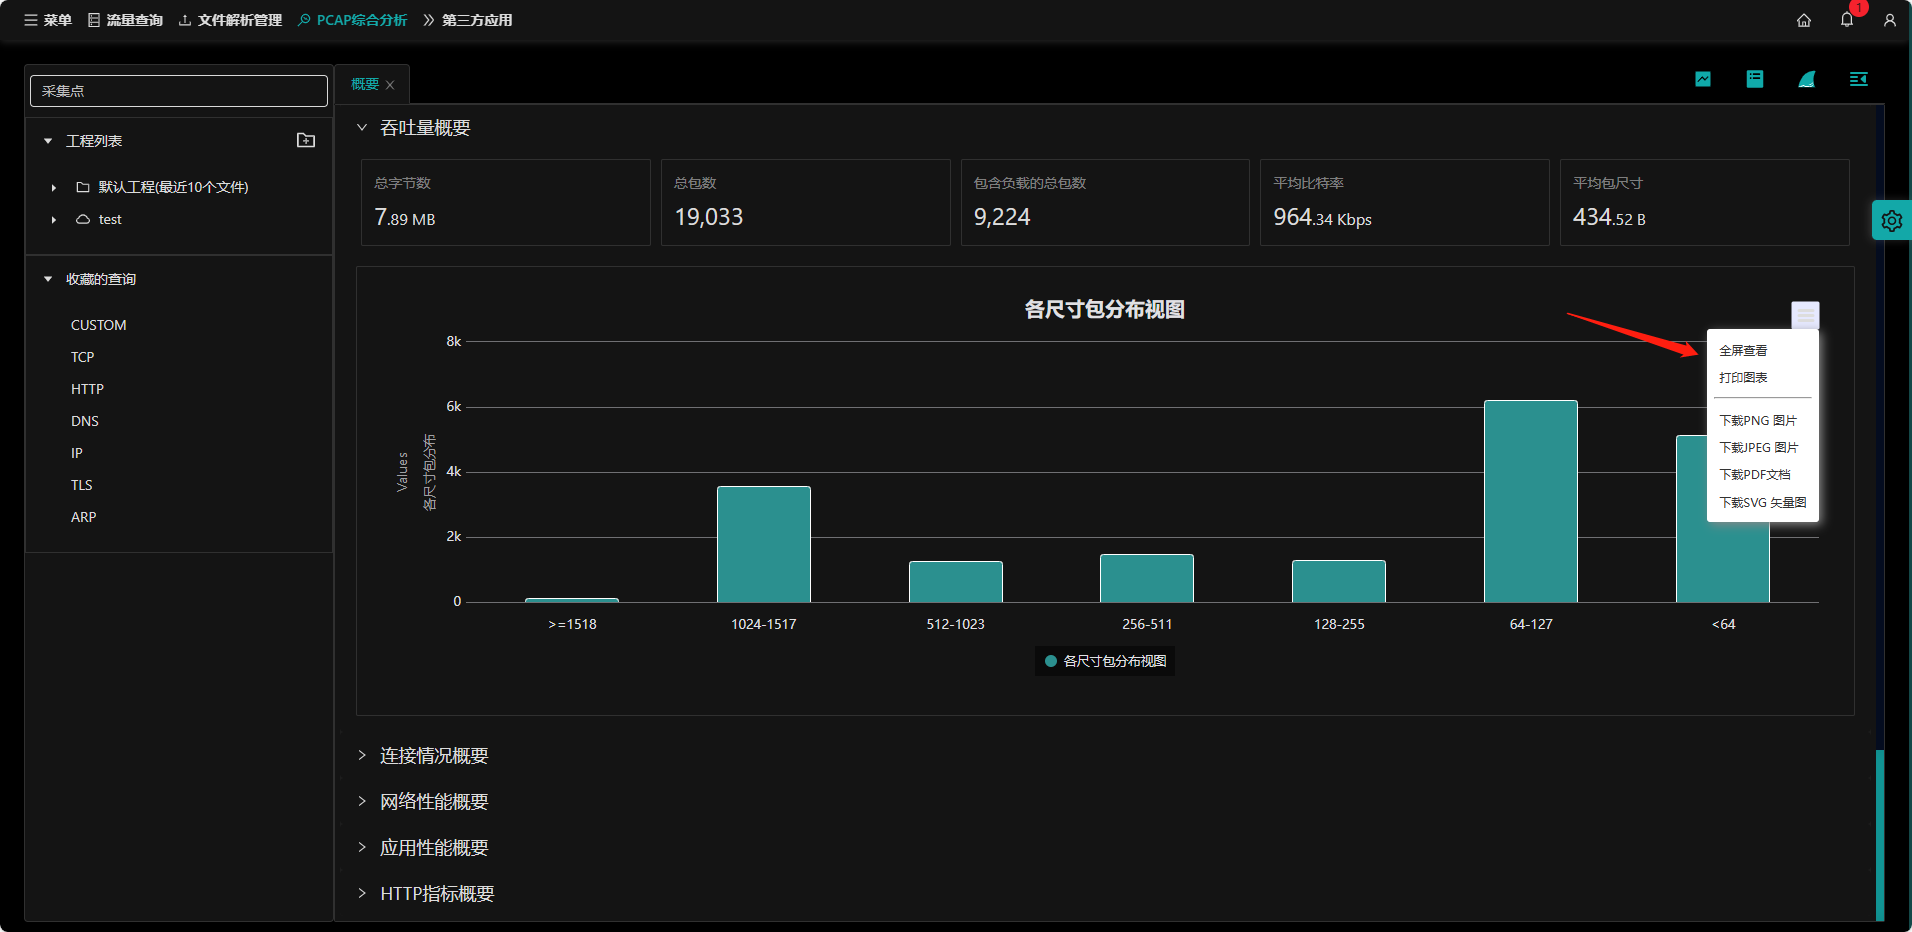 菜单 流量查询 文件解析管理 PCAP综合分析 第三方应用
1
采集点
工程列表
默认工程(最近10个文件)
test
收藏的查询
CUSTOM
TCP
HTTP
DNS
IP
TLS
ARP
概要
吞吐量概要
总字节数
7.89 MB
总包数
19,033
包含负载的总包数
9,224
平均比特率
964.34 Kbps
平均包尺寸
434.52 B
各尺寸包分布视图
全屏查看
打印图表
下载PNG 图片
下载JPEG 图片
下载PDF文档
下载SVG 矢量图
Values
各尺寸包分布
8k
6k
4k
2k
0
>=1518 1024-1517 512-1023 256-511 128-255 64-127 <64
各尺寸包分布视图
连接情况概要
网络性能概要
应用性能概要
HTTP指标概要